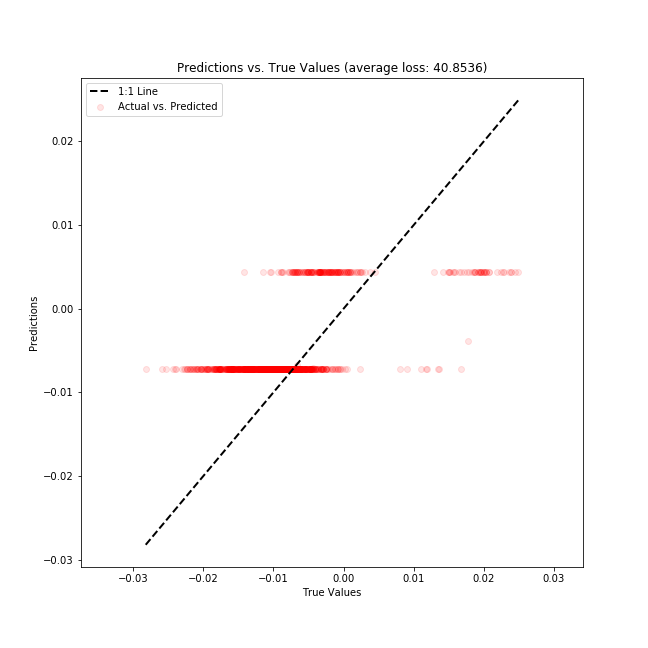 Predictions vs. True Values (average loss: 40.8536)
1:1 Line
Actual vs. Predicted
0.02
0.01
0.00
−0.01
−0.02
−0.03
Predictions
−0.03 −0.02 −0.01 0.00 0.01 0.02 0.03
True Values